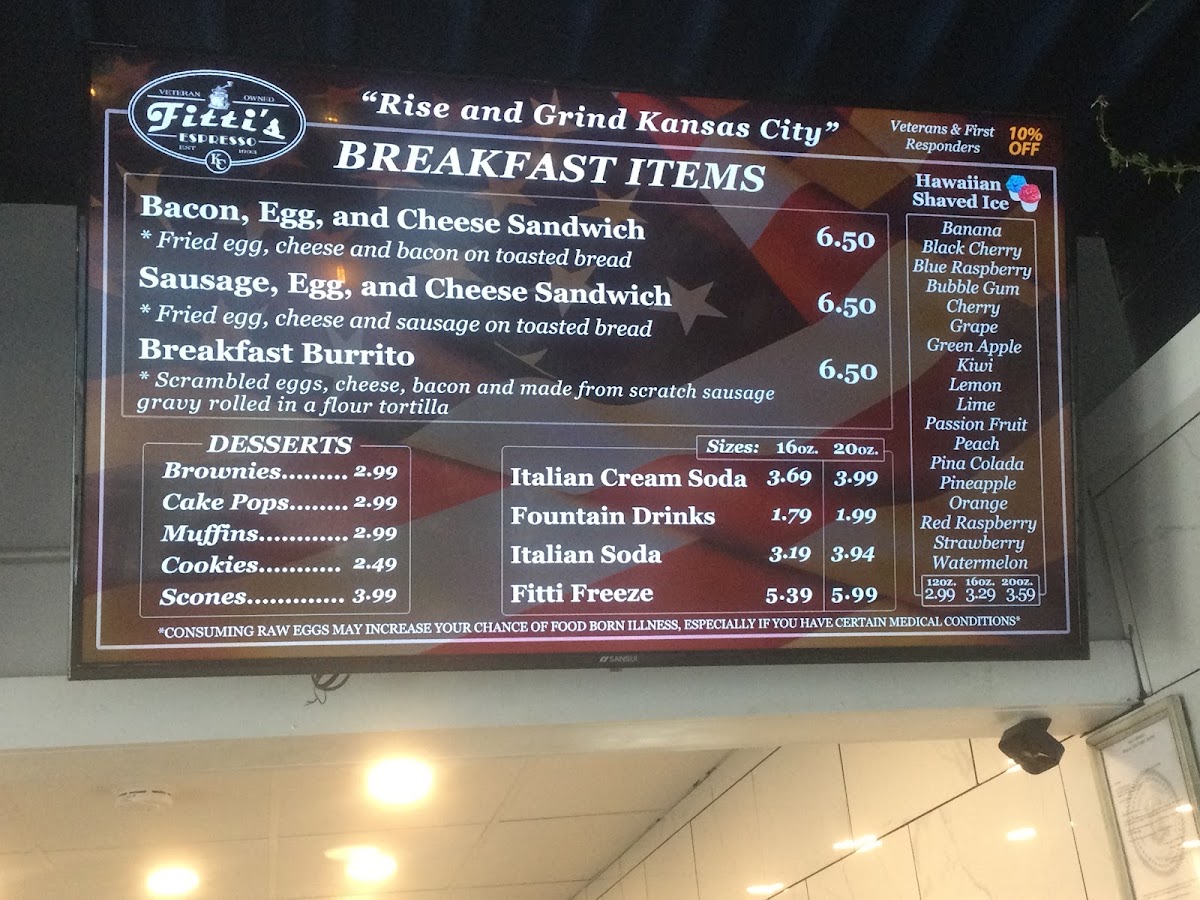 VETERAN OWNED
Fitti's
ESPRESSO
EST
KC
"Rise and Grind Kansas City"
Veterans & First
Responders
10%
OFF
BREAKFAST ITEMS
Bacon, Egg, and Cheese Sandwich 6.50
* Fried egg, cheese and bacon on toasted bread
Sausage, Egg, and Cheese Sandwich 6.50
* Fried egg, cheese and sausage on toasted bread
Breakfast Burrito 6.50
* Scrambled eggs, cheese, bacon and made from scratch sausage
gravy rolled in a flour tortilla
DESSERTS
Brownies......... 2.99
Cake Pops........ 2.99
Muffins............. 2.99
Cookies............ 2.49
Scones.............. 3.99
Sizes: 16oz. 20oz.
Italian Cream Soda 3.69 3.99
Fountain Drinks 1.79 1.99
Italian Soda 3.19 3.94
Fitti Freeze 5.39 5.99
Hawaiian
Shaved Ice
Banana
Black Cherry
Blue Raspberry
Bubble Gum
Cherry
Grape
Green Apple
Kiwi
Lemon
Lime
Passion Fruit
Peach
Pina Colada
Pineapple
Orange
Red Raspberry
Strawberry
Watermelon
12oz. 16oz. 20oz.
2.99 3.29 3.59
*CONSUMING RAW EGGS MAY INCREASE YOUR CHANCE OF FOOD BORN ILLNESS, ESPECIALLY IF YOU HAVE CERTAIN MEDICAL CONDITIONS*
SANSUI